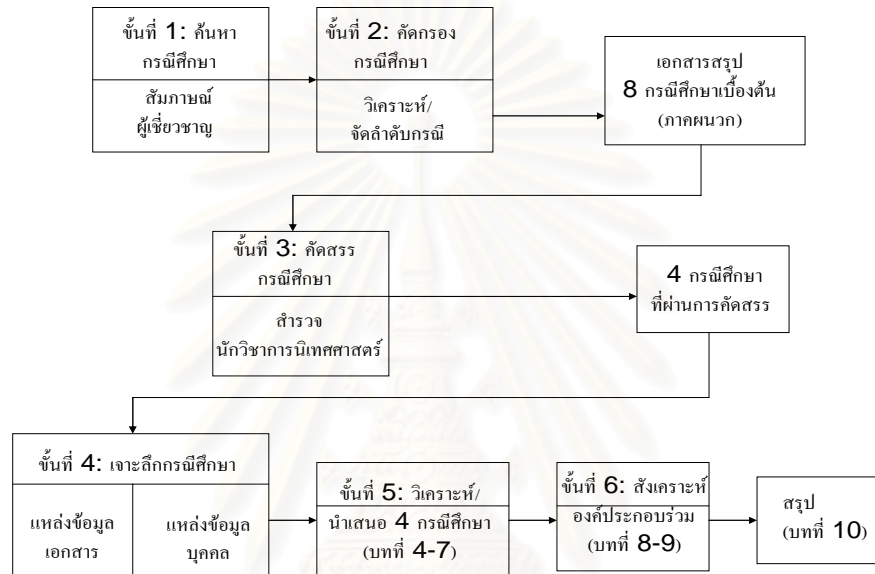 ขั้นที่ 1: ค้นหา
กรณีศึกษา
สัมภาษณ์
ผู้เชี่ยวชาญ
ขั้นที่ 2: คัดกรอง
กรณีศึกษา
วิเคราะห์/
จัดลำดับกรณี
เอกสารสรุป
8 กรณีศึกษาเบื้องต้น
(ภาคผนวก)
ขั้นที่ 3: คัดสรร
กรณีศึกษา
สำรวจ
นักวิชาการนิเทศศาสตร์
4 กรณีศึกษา
ที่ผ่านการคัดสรร
ขั้นที่ 4: เจาะลึกกรณีศึกษา
แหล่งข้อมูล
เอกสาร
แหล่งข้อมูล
บุคคล
ขั้นที่ 5: วิเคราะห์/
นำเสนอ 4 กรณีศึกษา
(บทที่ 4-7)
ขั้นที่ 6: สังเคราะห์
องค์ประกอบร่วม
(บทที่ 8-9)
สรุป
(บทที่ 10)